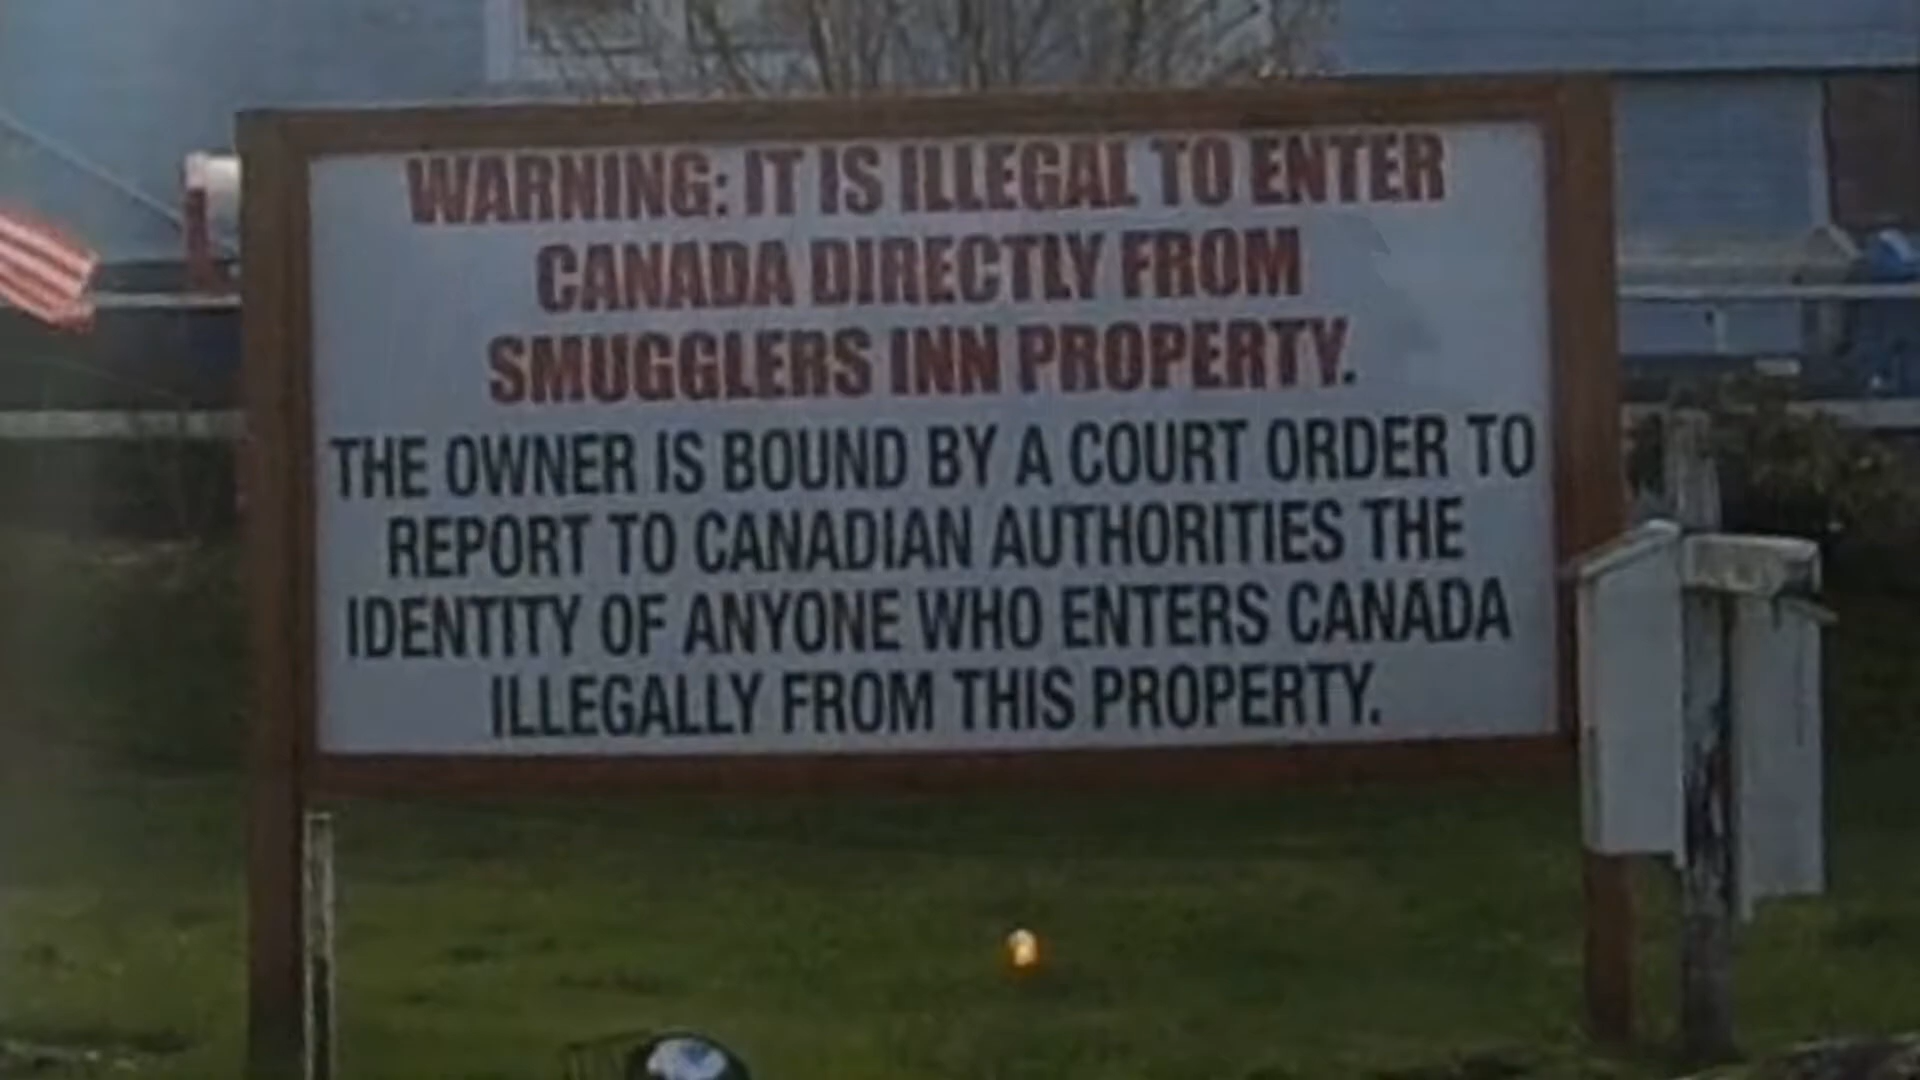 WARNING: IT IS ILLEGAL TO ENTER
CANADA DIRECTLY FROM
SMUGGLERS INN PROPERTY.
THE OWNER IS BOUND BY A COURT ORDER TO
REPORT TO CANADIAN AUTHORITIES THE
IDENTITY OF ANYONE WHO ENTERS CANADA
ILLEGALLY FROM THIS PROPERTY.